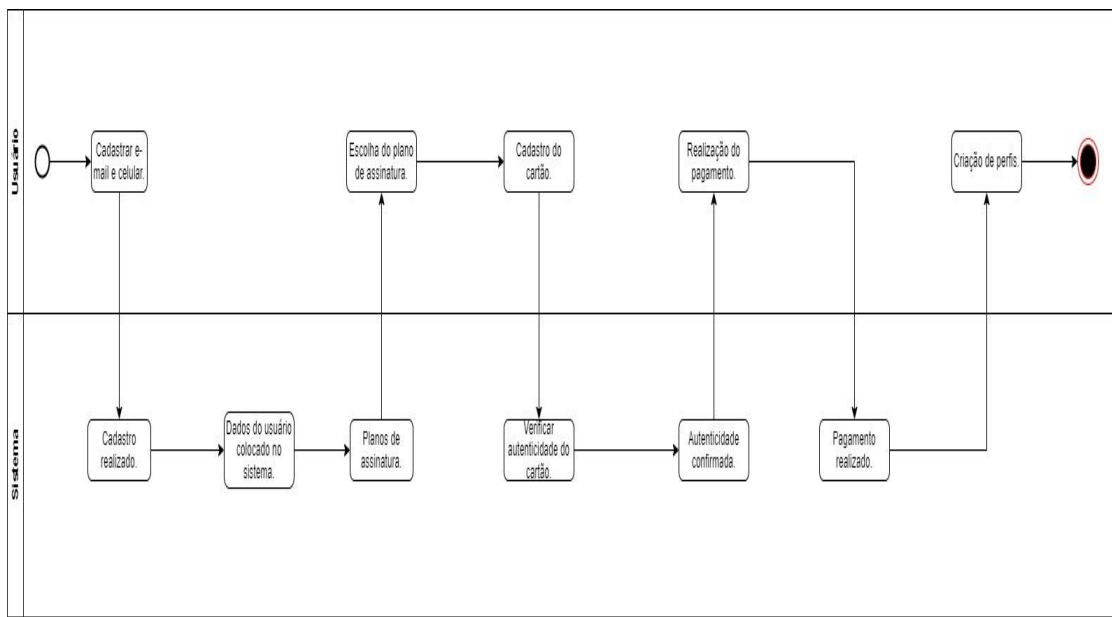 Usuário
Cadastrar e-
mail e celular.
Escolha do plano
de assinatura.
Cadastro do
cartão.
Realização do
pagamento.
Criação de perfis.
Sistema
Cadastro
realizado.
Dados do usuário
colocado no
sistema.
Planos de
assinatura.
Verificar
autenticidade do
cartão.
Autenticidade
confirmada.
Pagamento
realizado.